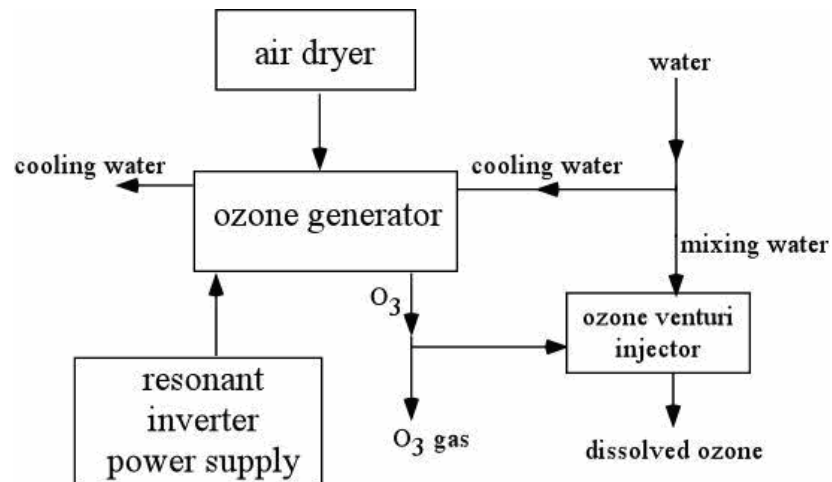 air dryer
water
cooling water
cooling water
ozone generator
mixing water
O3
ozone venturi
injector
resonant
inverter
power supply
O3 gas
dissolved ozone